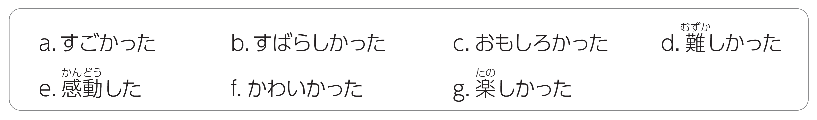 a. すごかった b. すばらしかった c. おもしろかった d. 難しかった
e. 感動した f. かわいかった g. 楽しかった